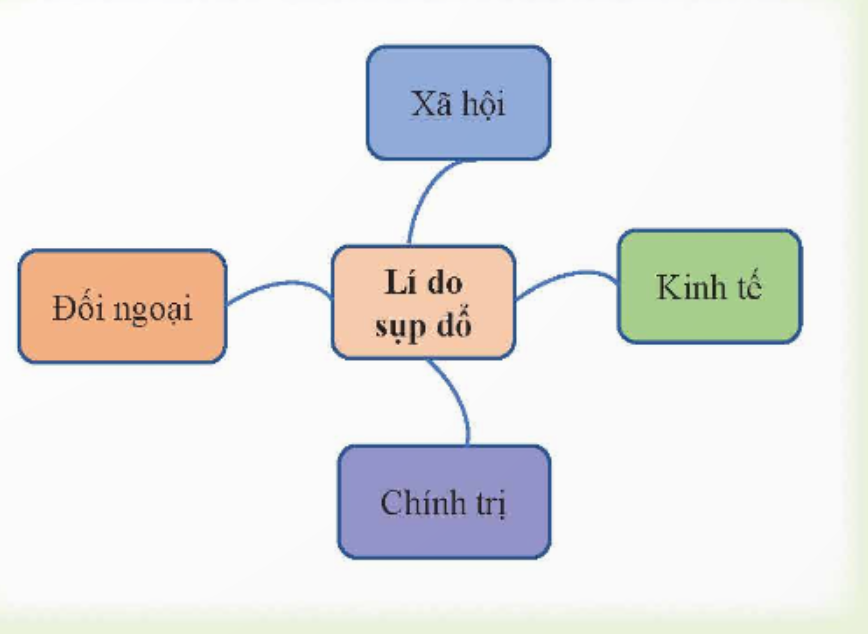 Xã hội
Đối ngoại
Lí do
sụp đổ
Kinh tế
Chính trị